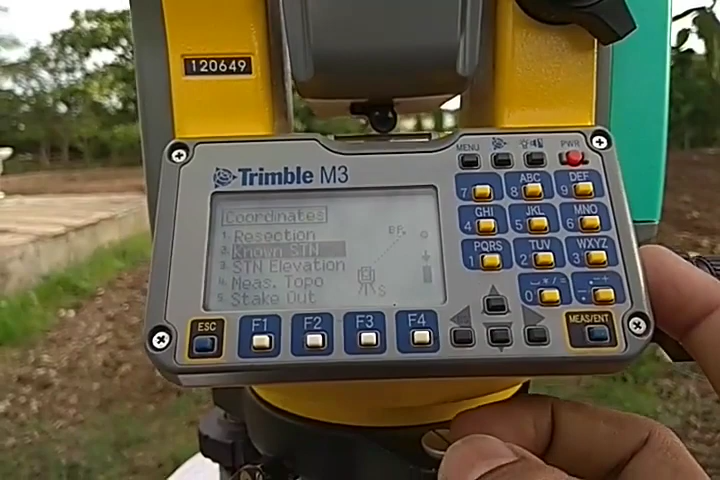 120649
Trimble M3
MENU
PWR
Coordinates
1. Resection
2. Known STN
3. STN Elevation
4. Meas. Topo
5. Stake Out
BP.
S
7
ABC
8
DEF
9
GHI
4
JKL
5
MNO
6
PQRS
1
TUV
2
WXYZ
3
0
ESC
F1
F2
F3
F4
MEAS/ENT